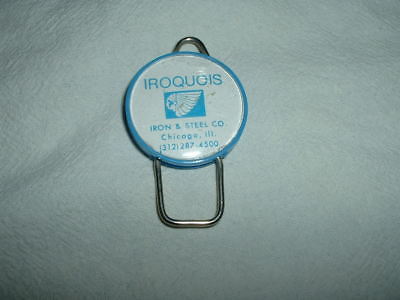 IROQUOIS
IRON & STEEL CO.
Chicago, Ill.
(312)287-4500